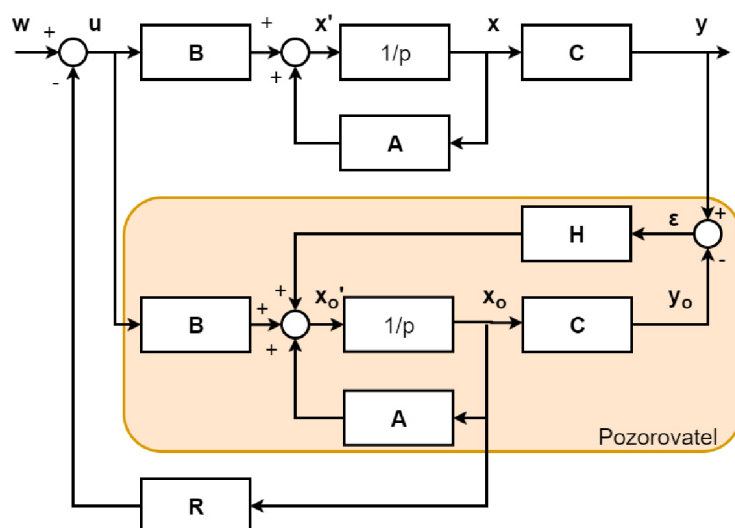 w + u B + + x' 1/p x C y
-
A
ε +
H
-
+ xₒ' xₒ yₒ
B + + 1/p C
A
Pozorovatel
R